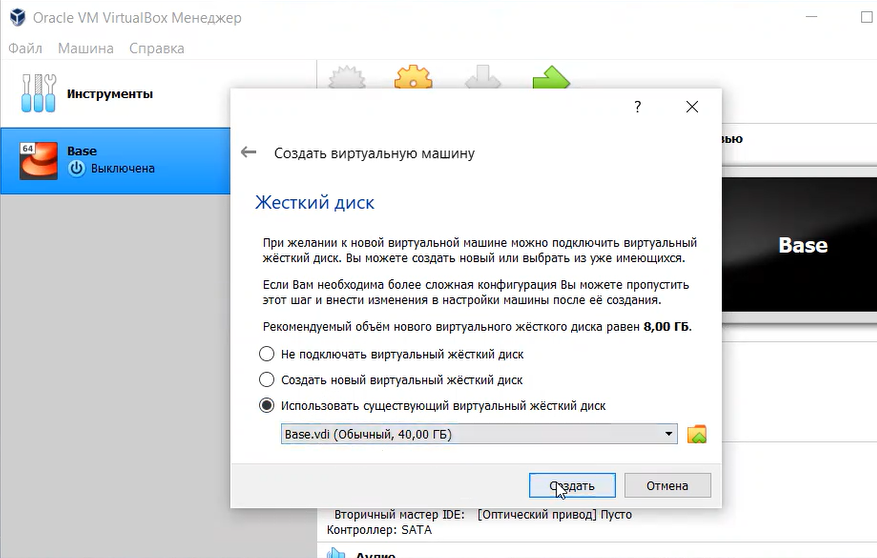 Oracle VM VirtualBox Менеджер
Файл Машина Справка
Инструменты
64
Base
Выключена
?
Создать виртуальную машину
Жесткий диск
При желании к новой виртуальной машине можно подключить виртуальный
жёсткий диск. Вы можете создать новый или выбрать из уже имеющихся.
Если Вам необходима более сложная конфигурация Вы можете пропустить
этот шаг и внести изменения в настройки машины после её создания.
Рекомендуемый объём нового виртуального жёсткого диска равен 8,00 ГБ.
Не подключать виртуальный жёсткий диск
Создать новый виртуальный жёсткий диск
Использовать существующий виртуальный жёсткий диск
Base.vdi (Обычный, 40,00 ГБ)
Создать Отмена
Base
Вторичный мастер IDE: [Оптический привод] Пусто
Контроллер: SATA
Аудио